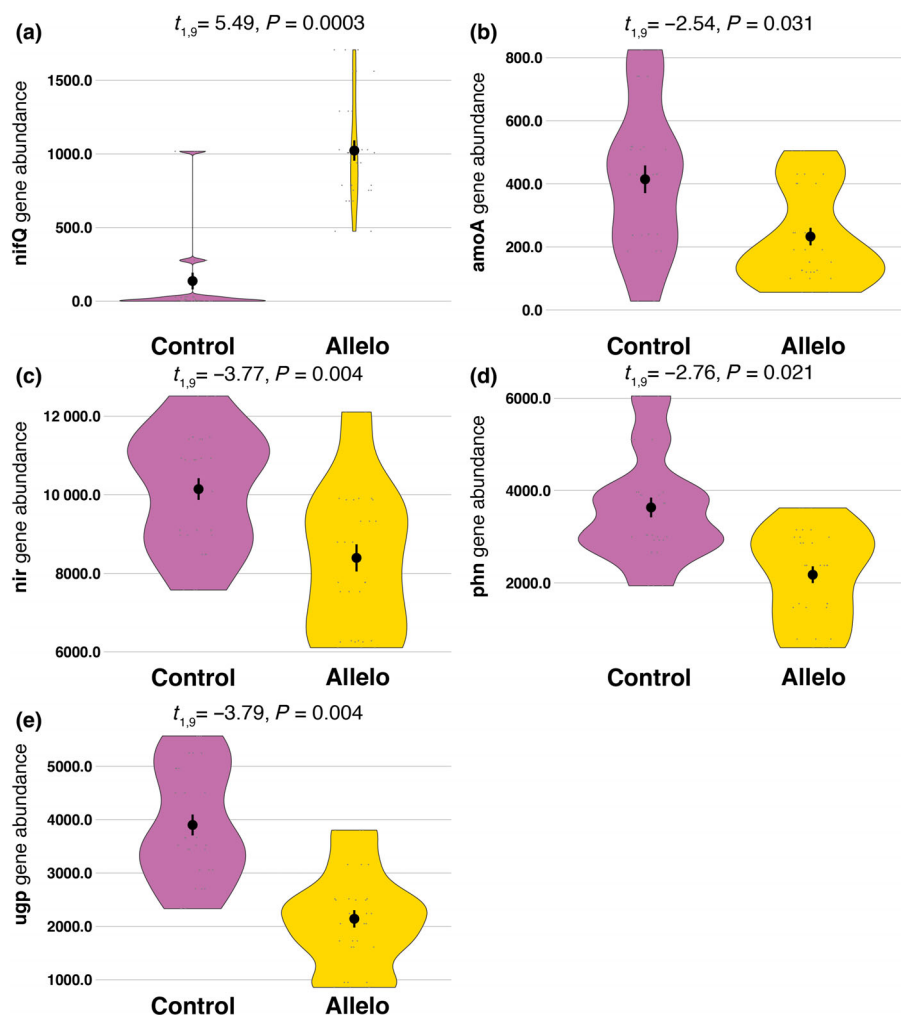 (a)
t1,9= 5.49, P = 0.0003
nifQ gene abundance
1500.0
1000.0
500.0
0.0
Control Allelo
(b)
t1,9= −2.54, P = 0.031
amoA gene abundance
800.0
600.0
400.0
200.0
0.0
Control Allelo
(c)
t1,9= −3.77, P = 0.004
nir gene abundance
12 000.0
10 000.0
8000.0
6000.0
Control Allelo
(d)
t1,9= −2.76, P = 0.021
phn gene abundance
6000.0
4000.0
2000.0
Control Allelo
(e)
t1,9= −3.79, P = 0.004
ugp gene abundance
5000.0
4000.0
3000.0
2000.0
1000.0
Control Allelo